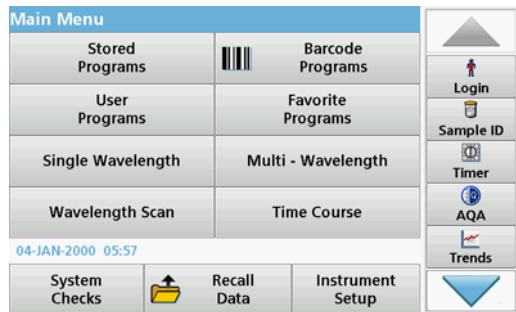 Main Menu
Stored
Programs
Barcode
Programs
User
Programs
Favorite
Programs
Single Wavelength
Multi - Wavelength
Wavelength Scan
Time Course
04-JAN-2000 05:57
System
Checks
Recall
Data
Instrument
Setup
Login
Sample ID
Timer
AQA
Trends